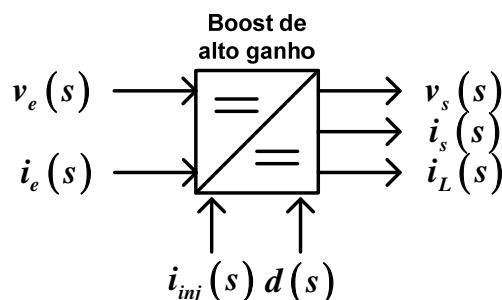 Boost de
alto ganho
v_e(s)
v_s(s)
i_s(s)
i_e(s)
i_L(s)
i_inj(s) d(s)